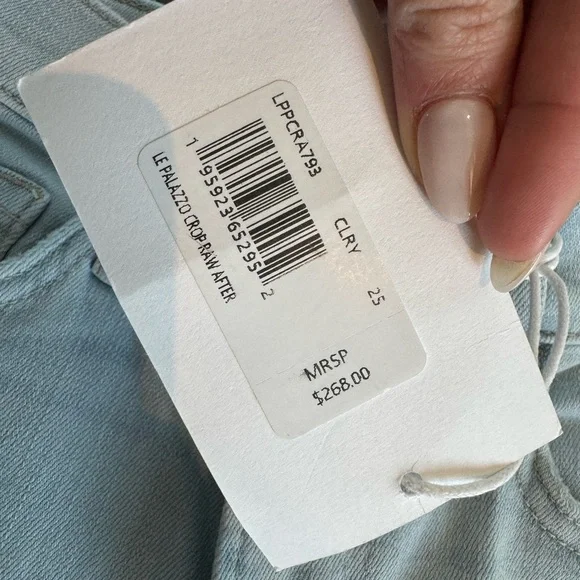 LPPCRA793
CLRY 25
1 95923 65295 2
LE PALAZZO CROP RAW AFTER
MRSP
$268.00